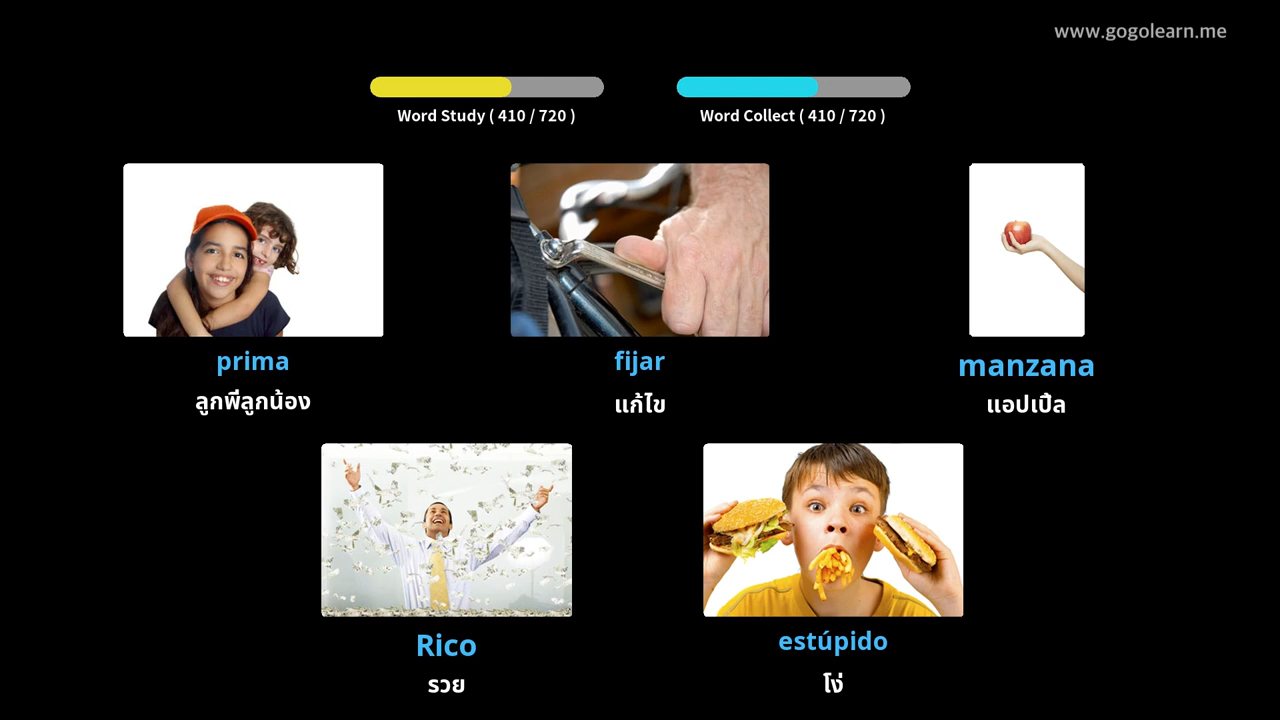 www.gogolearn.me
Word Study ( 410 / 720 )
Word Collect ( 410 / 720 )
prima
ลูกพี่ลูกน้อง
fijar
แก้ไข
manzana
แอปเปิ้ล
Rico
รวย
estúpido
โง่